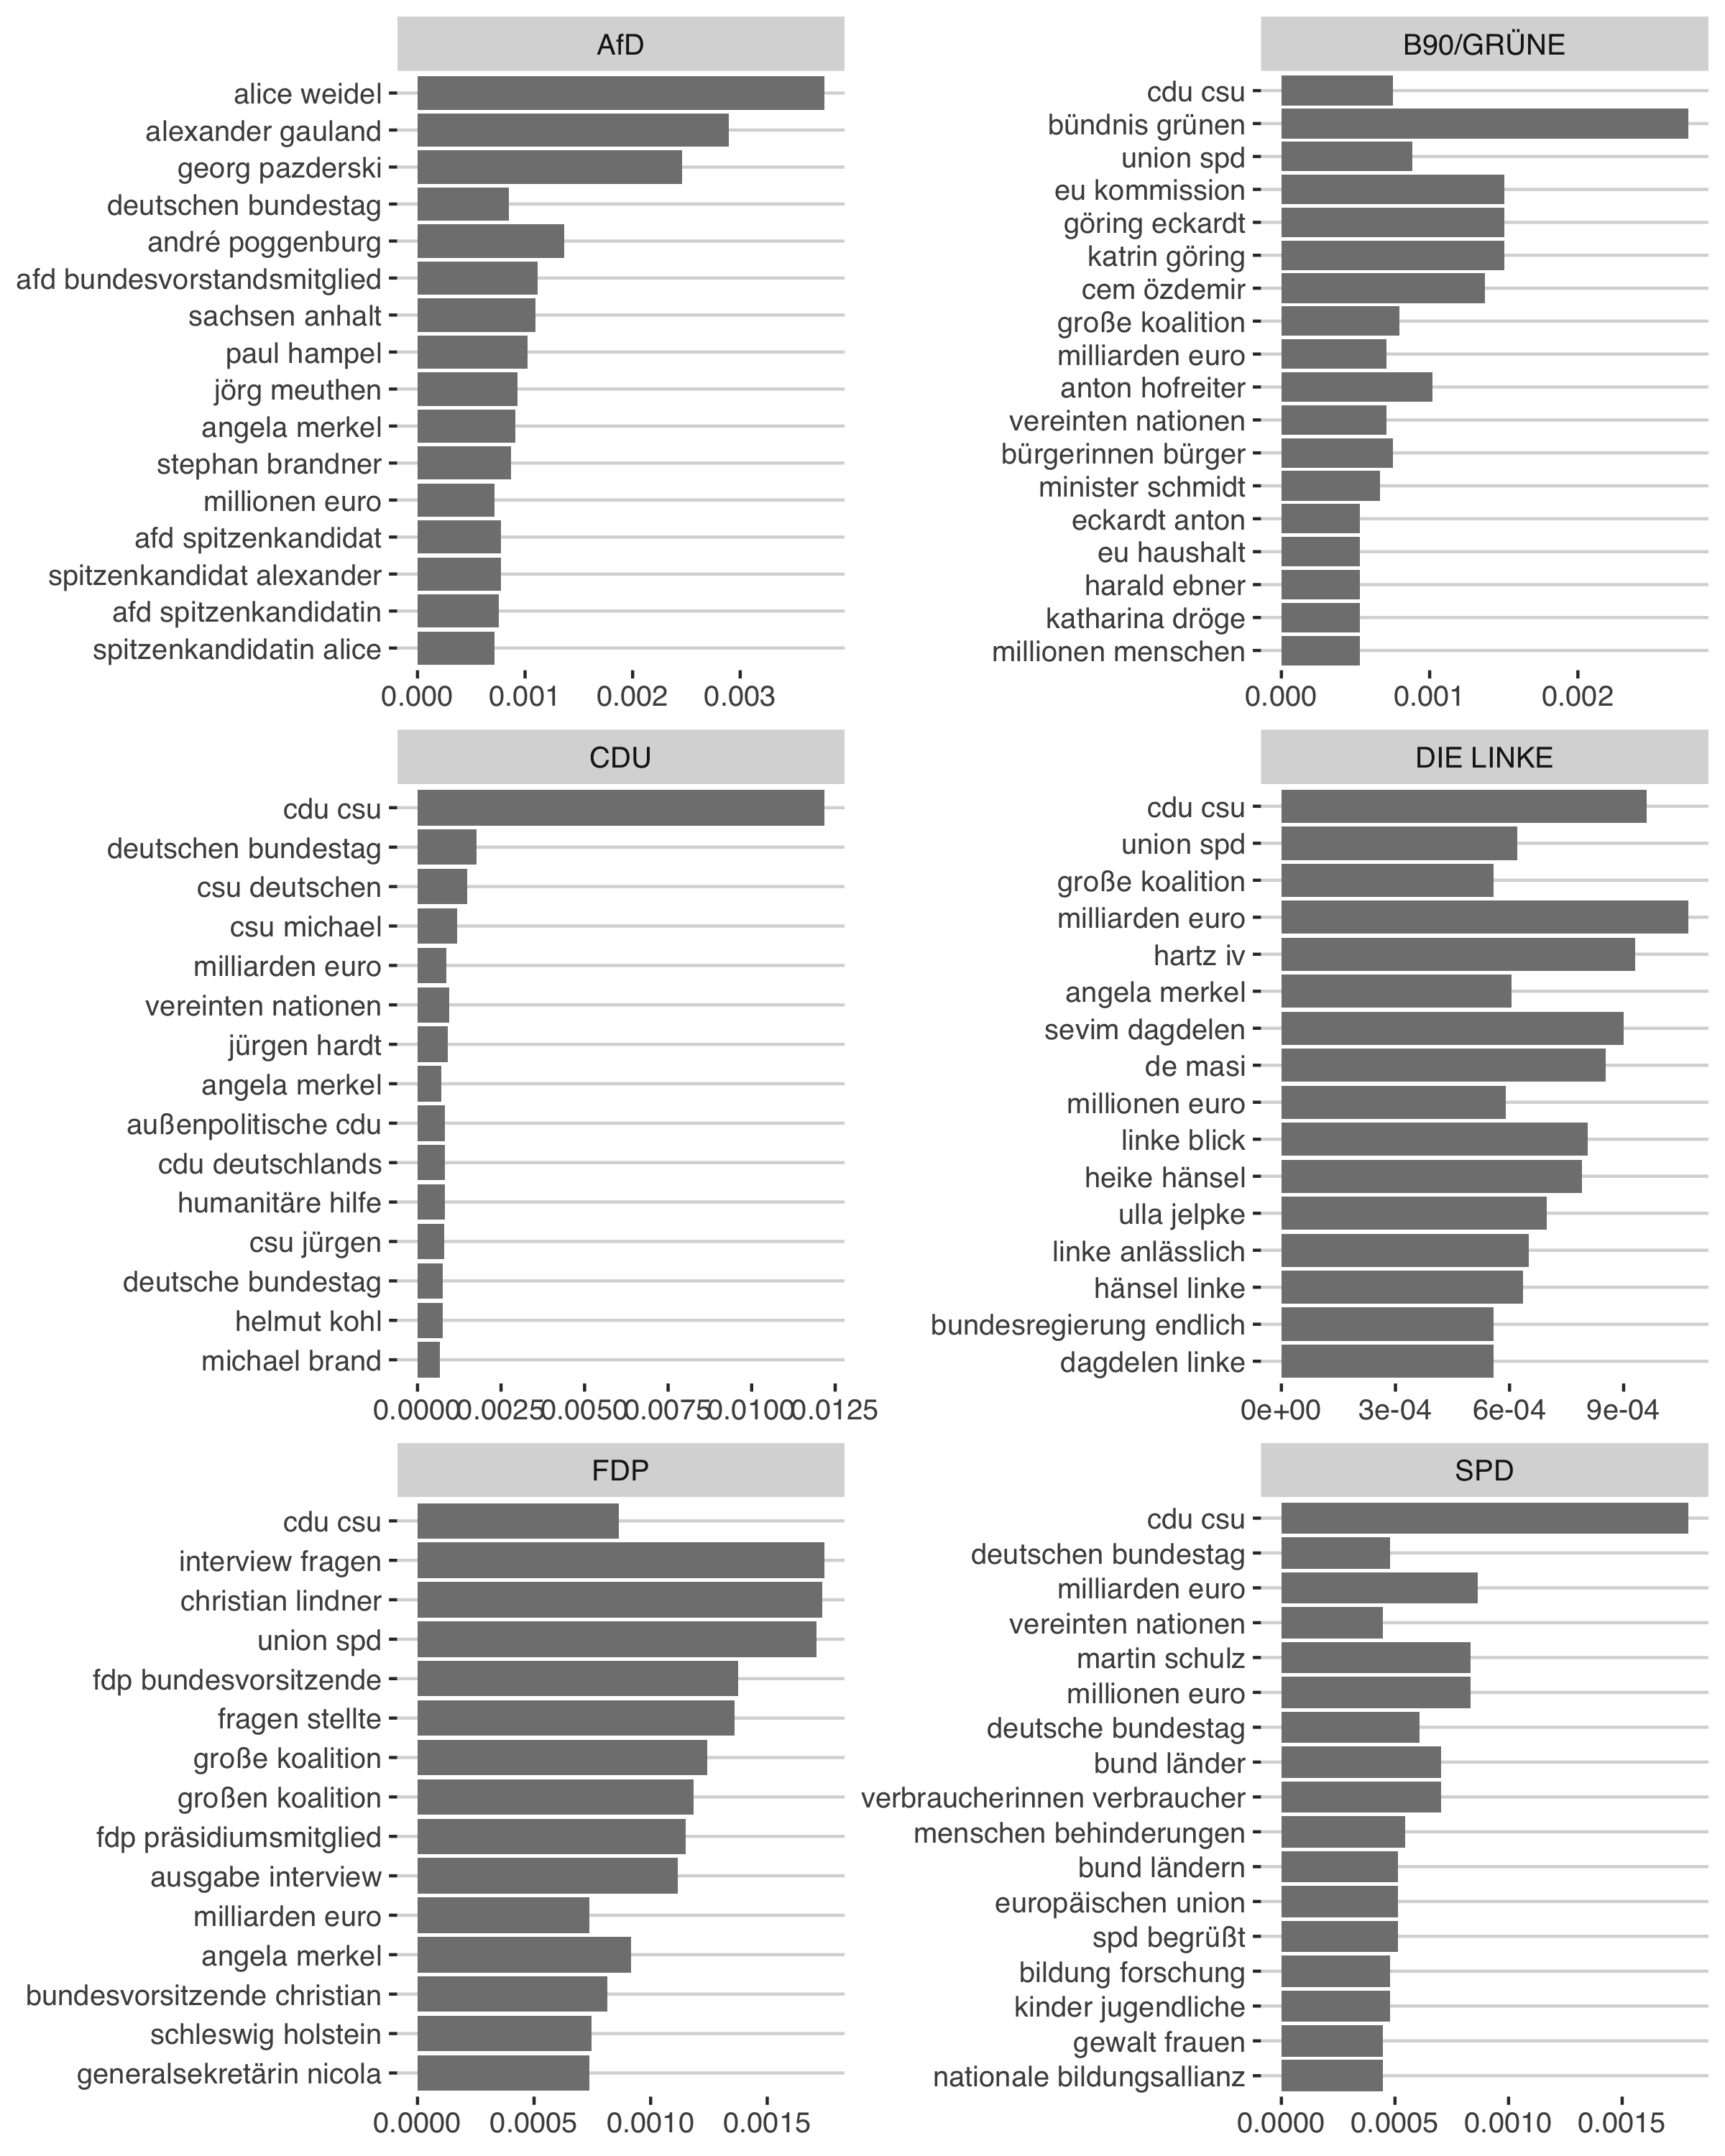 AfD
alice weidel
alexander gauland
georg pazderski
deutschen bundestag
andré poggenburg
afd bundesvorstandsmitglied
sachsen anhalt
paul hampel
jörg meuthen
angela merkel
stephan brandner
millionen euro
afd spitzenkandidat
spitzenkandidat alexander
afd spitzenkandidatin
spitzenkandidatin alice
0.000 0.001 0.002 0.003
B90/GRÜNE
cdu csu
bündnis grünen
union spd
eu kommission
göring eckardt
katrin göring
cem özdemir
große koalition
milliarden euro
anton hofreiter
vereinten nationen
bürgerinnen bürger
minister schmidt
eckardt anton
eu haushalt
harald ebner
katharina dröge
millionen menschen
0.000 0.001 0.002
CDU
cdu csu
deutschen bundestag
csu deutschen
csu michael
milliarden euro
vereinten nationen
jürgen hardt
angela merkel
außenpolitische cdu
cdu deutschlands
humanitäre hilfe
csu jürgen
deutsche bundestag
helmut kohl
michael brand
0.0000 0.0025 0.0050 0.0075 0.0100 0.0125
DIE LINKE
cdu csu
union spd
große koalition
milliarden euro
hartz iv
angela merkel
sevim dagdelen
de masi
millionen euro
linke blick
heike hänsel
ulla jelpke
linke anlässlich
hänsel linke
bundesregierung endlich
dagdelen linke
0e+00 3e-04 6e-04 9e-04
FDP
cdu csu
interview fragen
christian lindner
union spd
fdp bundesvorsitzende
fragen stellte
große koalition
großen koalition
fdp präsidiumsmitglied
ausgabe interview
milliarden euro
angela merkel
bundesvorsitzende christian
schleswig holstein
generalsekretärin nicola
0.0000 0.0005 0.0010 0.0015
SPD
cdu csu
deutschen bundestag
milliarden euro
vereinten nationen
martin schulz
millionen euro
deutsche bundestag
bund länder
verbraucherinnen verbraucher
menschen behinderungen
bund ländern
europäischen union
spd begrüßt
bildung forschung
kinder jugendliche
gewalt frauen
nationale bildungsallianz
0.0000 0.0005 0.0010 0.0015